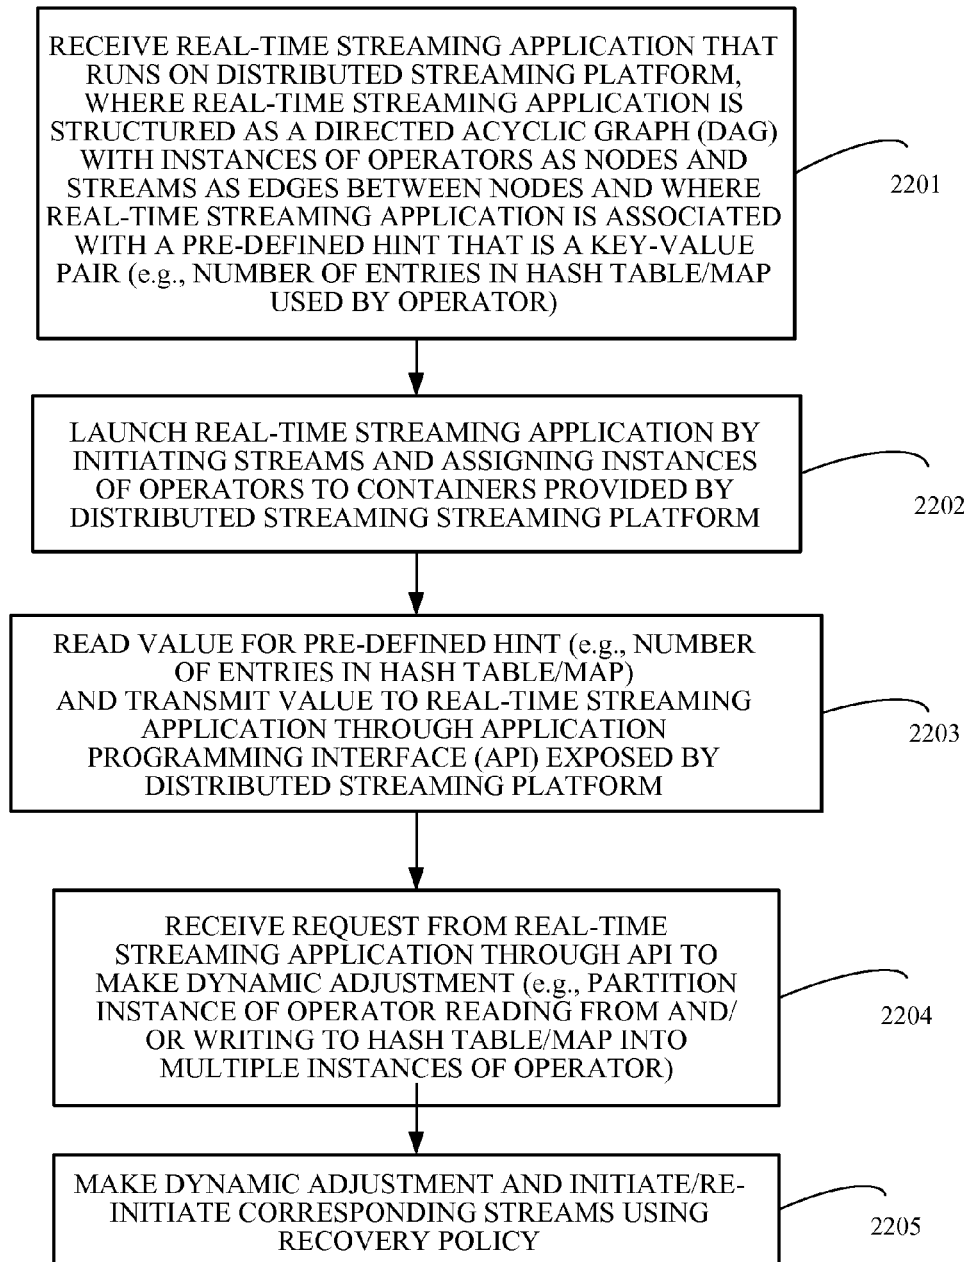 RECEIVE REAL-TIME STREAMING APPLICATION THAT
RUNS ON DISTRIBUTED STREAMING PLATFORM,
WHERE REAL-TIME STREAMING APPLICATION IS
STRUCTURED AS A DIRECTED ACYCLIC GRAPH (DAG)
WITH INSTANCES OF OPERATORS AS NODES AND
STREAMS AS EDGES BETWEEN NODES AND WHERE
REAL-TIME STREAMING APPLICATION IS ASSOCIATED
WITH A PRE-DEFINED HINT THAT IS A KEY-VALUE
PAIR (e.g., NUMBER OF ENTRIES IN HASH TABLE/MAP
USED BY OPERATOR)
2201
LAUNCH REAL-TIME STREAMING APPLICATION BY
INITIATING STREAMS AND ASSIGNING INSTANCES
OF OPERATORS TO CONTAINERS PROVIDED BY
DISTRIBUTED STREAMING STREAMING PLATFORM
2202
READ VALUE FOR PRE-DEFINED HINT (e.g., NUMBER
OF ENTRIES IN HASH TABLE/MAP)
AND TRANSMIT VALUE TO REAL-TIME STREAMING
APPLICATION THROUGH APPLICATION
PROGRAMMING INTERFACE (API) EXPOSED BY
DISTRIBUTED STREAMING PLATFORM
2203
RECEIVE REQUEST FROM REAL-TIME
STREAMING APPLICATION THROUGH API TO
MAKE DYNAMIC ADJUSTMENT (e.g., PARTITION
INSTANCE OF OPERATOR READING FROM AND/
OR WRITING TO HASH TABLE/MAP INTO
MULTIPLE INSTANCES OF OPERATOR)
2204
MAKE DYNAMIC ADJUSTMENT AND INITIATE/RE-
INITIATE CORRESPONDING STREAMS USING
RECOVERY POLICY
2205